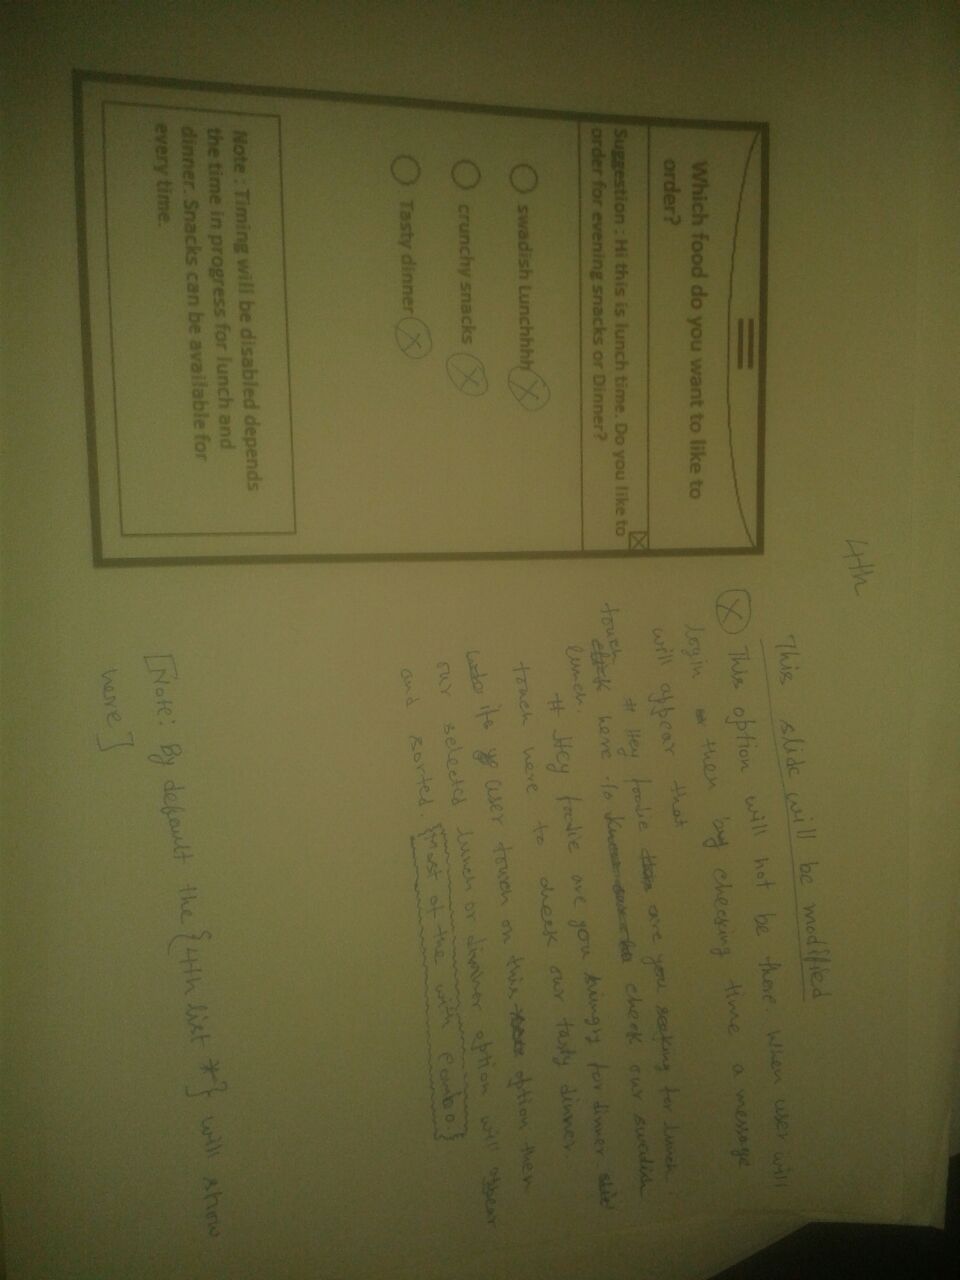 4th
Which food do you want to like to
order?
Suggestion : Hi this is lunch time. Do you like to
order for evening snacks or Dinner?
swadish Lunchhhh X
crunchy snacks X
Tasty dinner X
Note : Timing will be disabled depends
the time in progress for lunch and
dinner. Snacks can be available for
every time.
This slide will be modified
X This option will not be there. When user will
login then by checking time a message
will appear that
# Hey foodie are you seaking for lunch
touch here to check our swadish
lunch.
# Hey foodie are you hungry for dinner
touch here to check our tasty dinner
If user touch on this option then
our selected lunch or dinner option will appear
and sorted. {most of the with combo}
[Note: By default the {4th list *} will show
here]